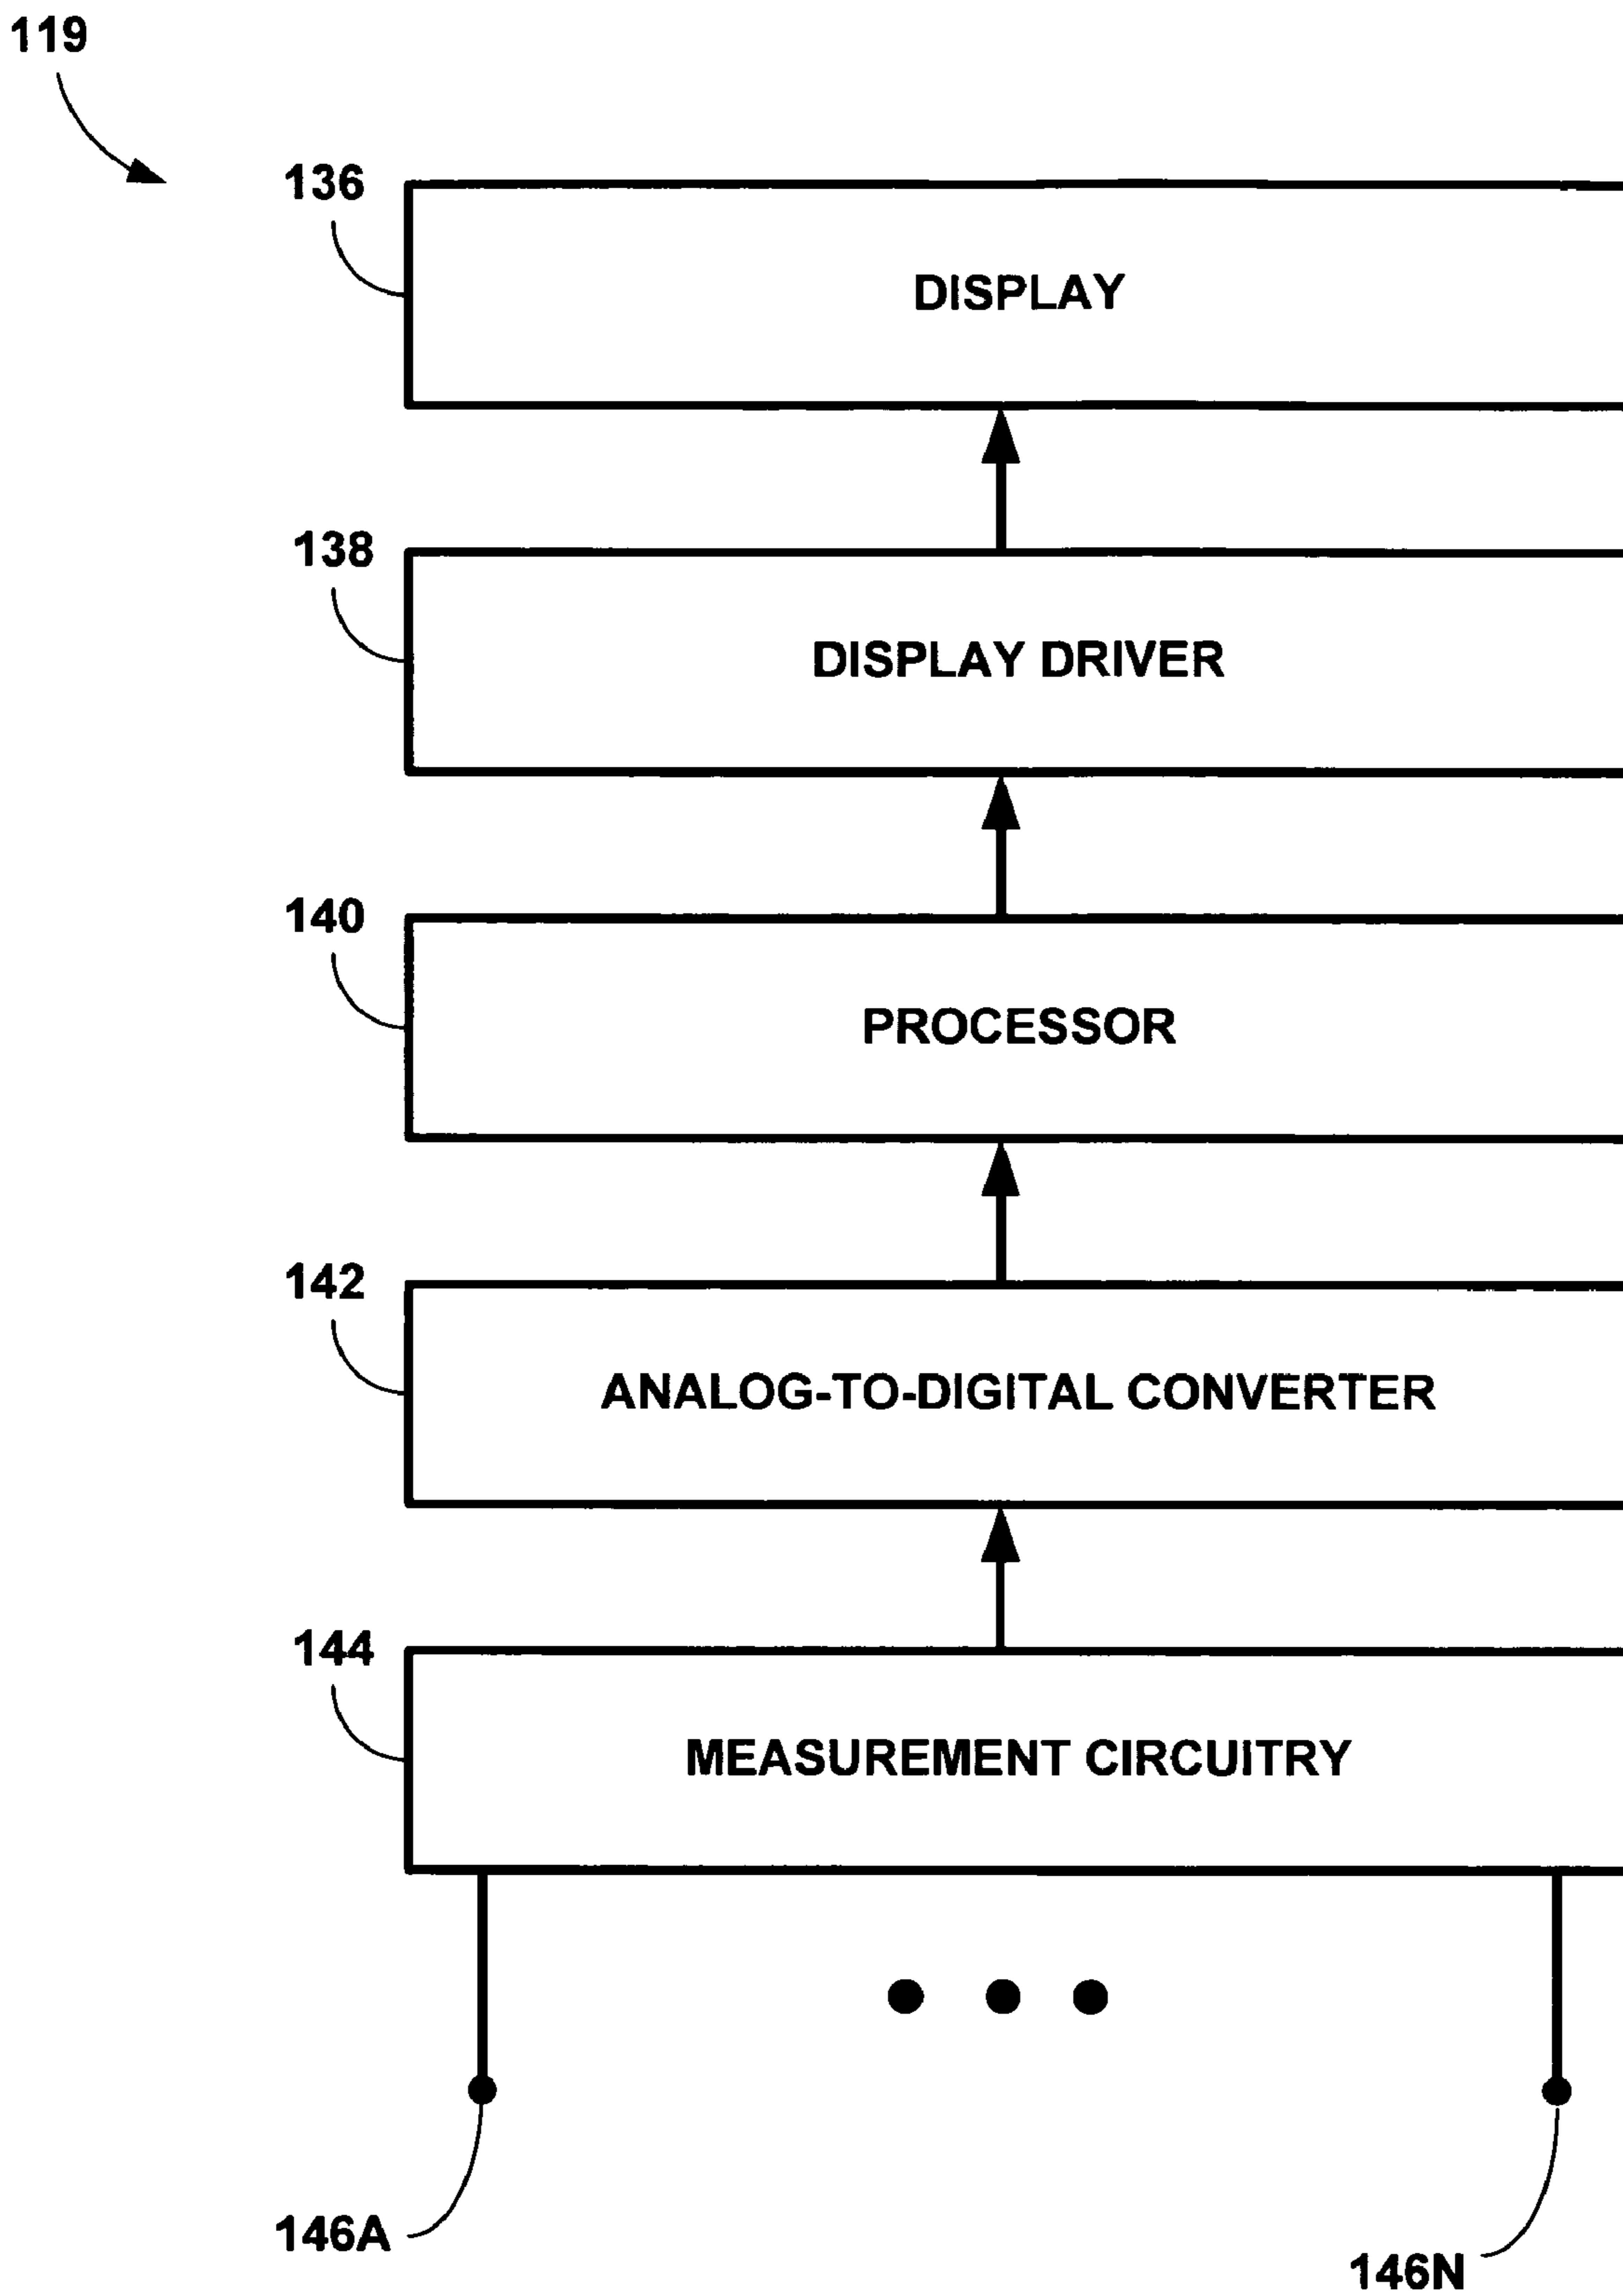 119
136
DISPLAY
138
DISPLAY DRIVER
140
PROCESSOR
142
ANALOG-TO-DIGITAL CONVERTER
144
MEASUREMENT CIRCUITRY
146A
146N